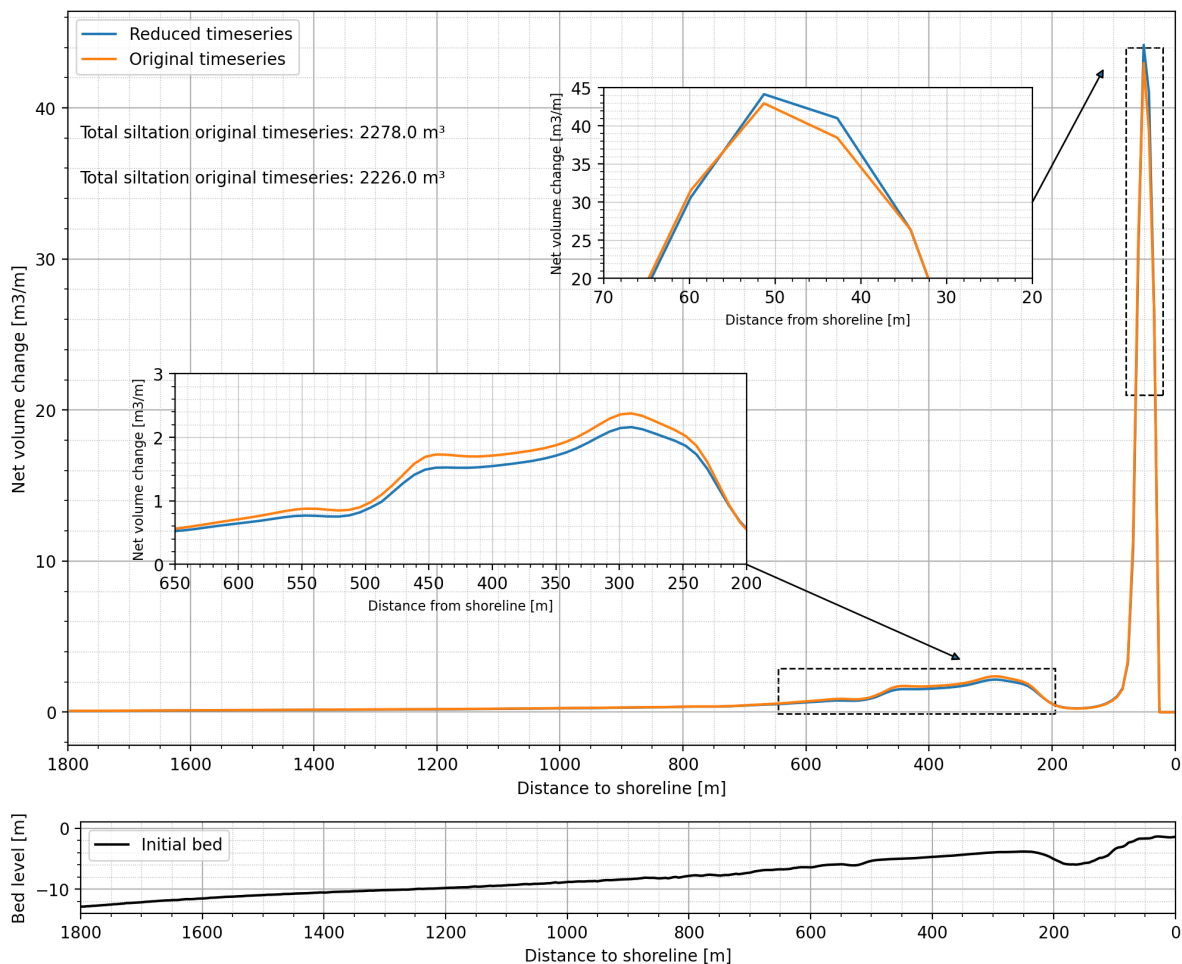 Reduced timeseries
Original timeseries
Total siltation original timeseries: 2278.0 m³
Total siltation original timeseries: 2226.0 m³
Net volume change [m3/m]
40
30
20
10
0
1800 1600 1400 1200 1000 800 600 400 200 0
Distance to shoreline [m]
Net volume change [m3/m]
45
40
35
30
25
20
70 60 50 40 30 20
Distance from shoreline [m]
Net volume change [m3/m]
3
2
1
0
650 600 550 500 450 400 350 300 250 200
Distance from shoreline [m]
Bed level [m]
0
−10
Initial bed
1800 1600 1400 1200 1000 800 600 400 200 0
Distance to shoreline [m]